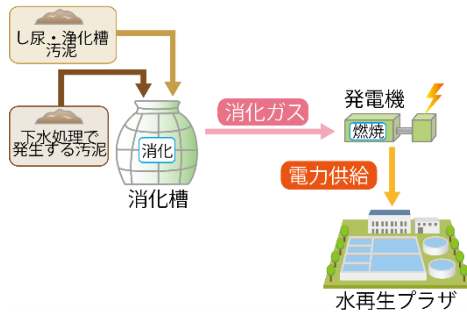 し尿・浄化槽
汚泥
下水処理で
発生する汚泥
消化
消化槽
消化ガス
発電機
燃焼
電力供給
水再生プラザ